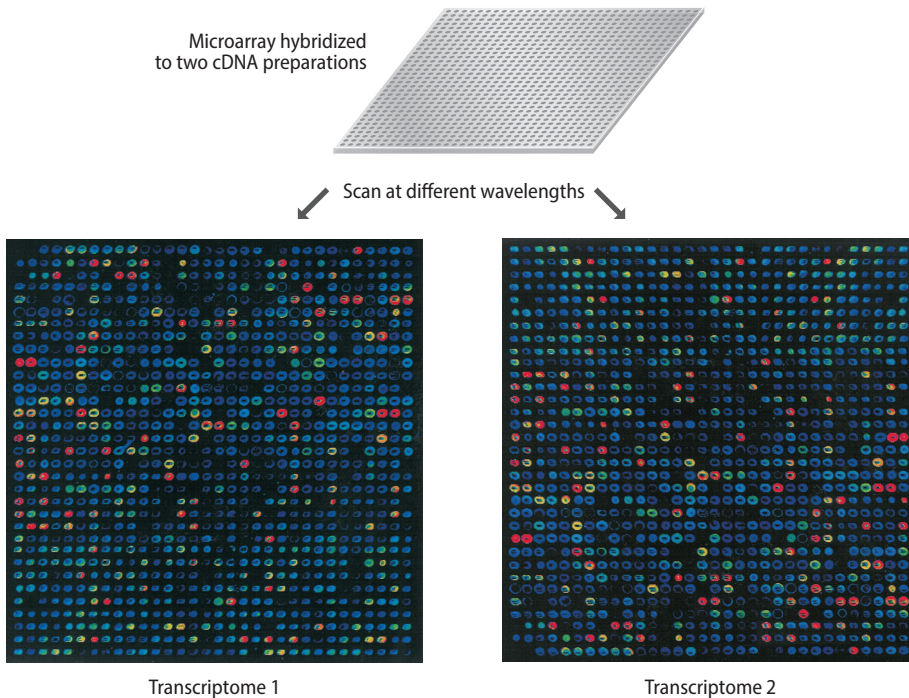 Microarray hybridized
to two cDNA preparations
Scan at different wavelengths
Transcriptome 1
Transcriptome 2